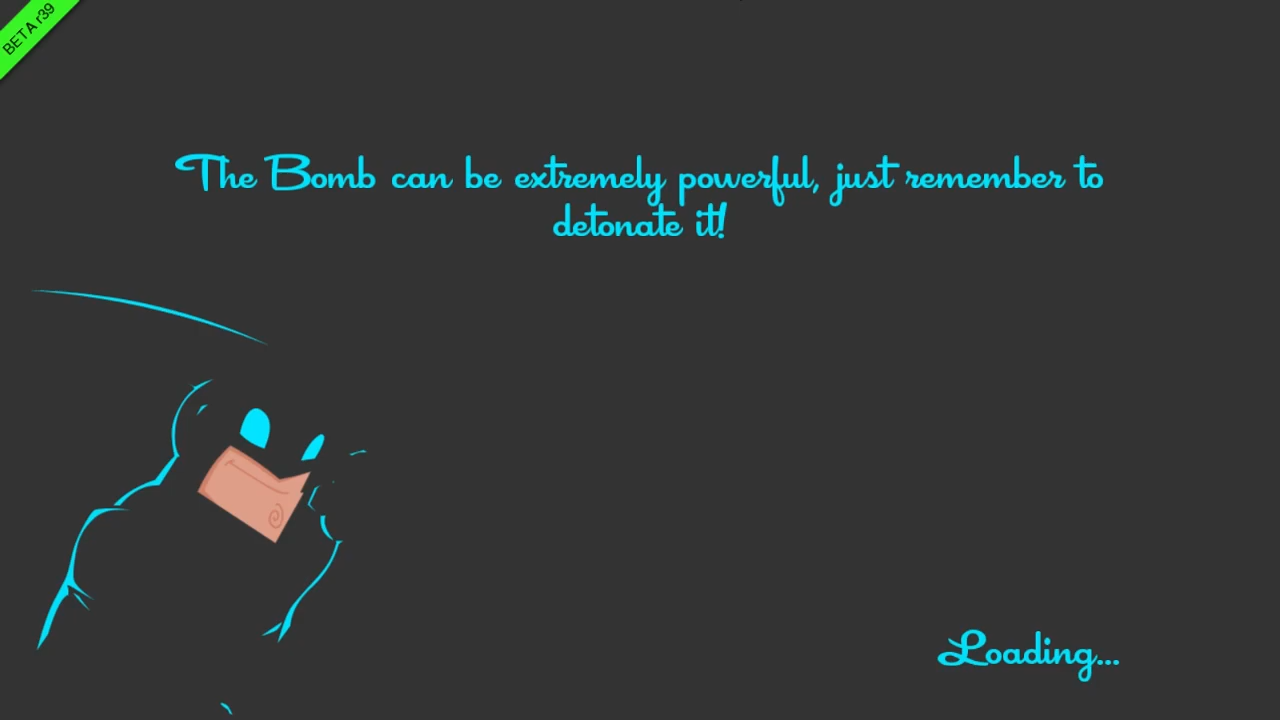 BETA r39
The Bomb can be extremely powerful, just remember to
detonate it!
Loading...